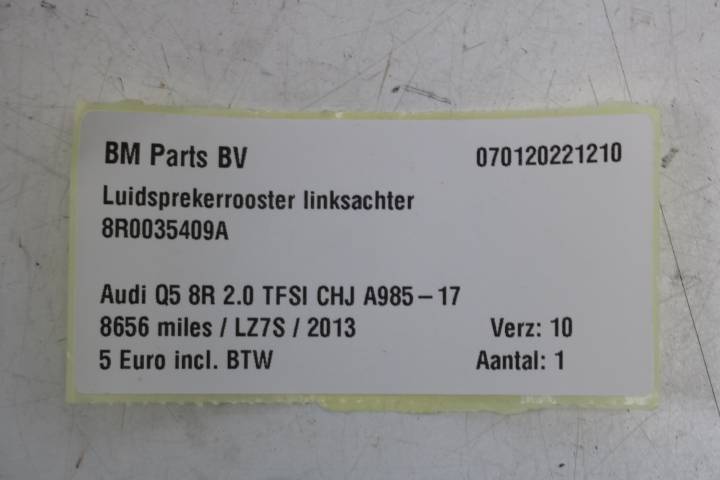 BM Parts BV 070120221210
Luidsprekerrooster linksachter
8R0035409A
Audi Q5 8R 2.0 TFSI CHJ A985-17
8656 miles / LZ7S / 2013 Verz: 10
5 Euro incl. BTW Aantal: 1